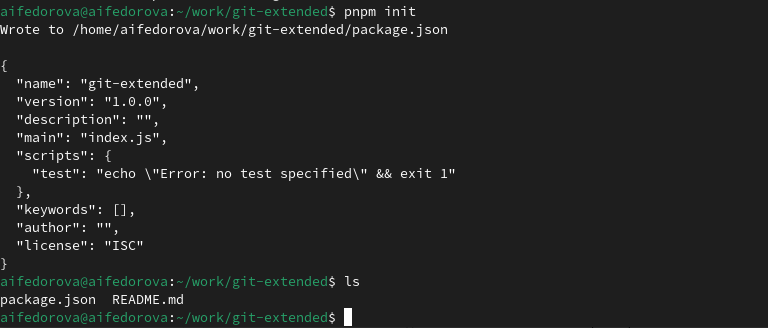 aifedorova@aifedorova:~/work/git-extended$ pnpm init
Wrote to /home/aifedorova/work/git-extended/package.json

{
  "name": "git-extended",
  "version": "1.0.0",
  "description": "",
  "main": "index.js",
  "scripts": {
    "test": "echo \"Error: no test specified\" && exit 1"
  },
  "keywords": [],
  "author": "",
  "license": "ISC"
}
aifedorova@aifedorova:~/work/git-extended$ ls
package.json  README.md
aifedorova@aifedorova:~/work/git-extended$